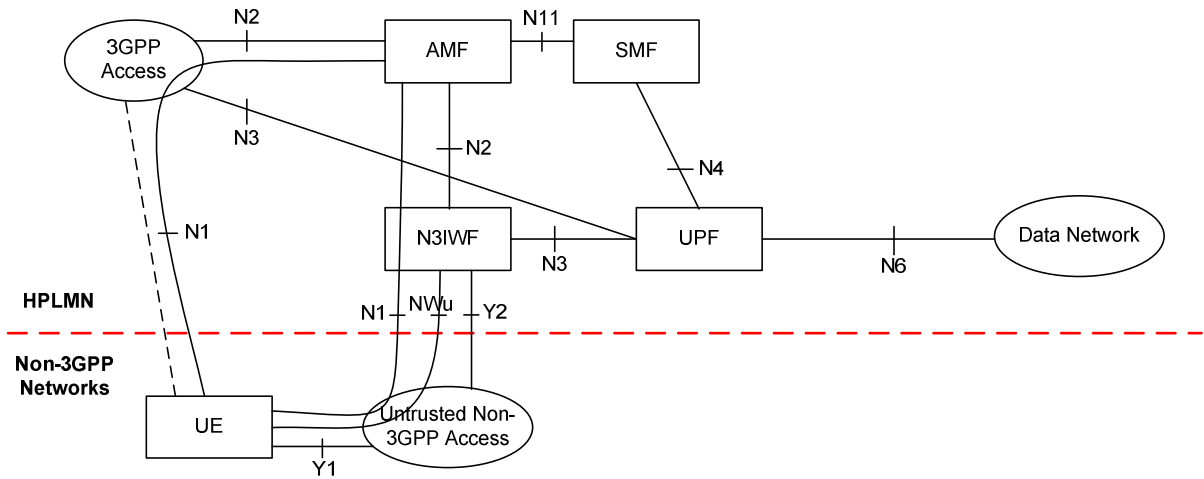 N2
3GPP
Access
AMF
N11
SMF
N3
N2
N4
N1
N3IWF
N3
UPF
N6
Data Network
HPLMN
N1
NWu
Y2
Non-3GPP
Networks
UE
Untrusted Non-
3GPP Access
Y1